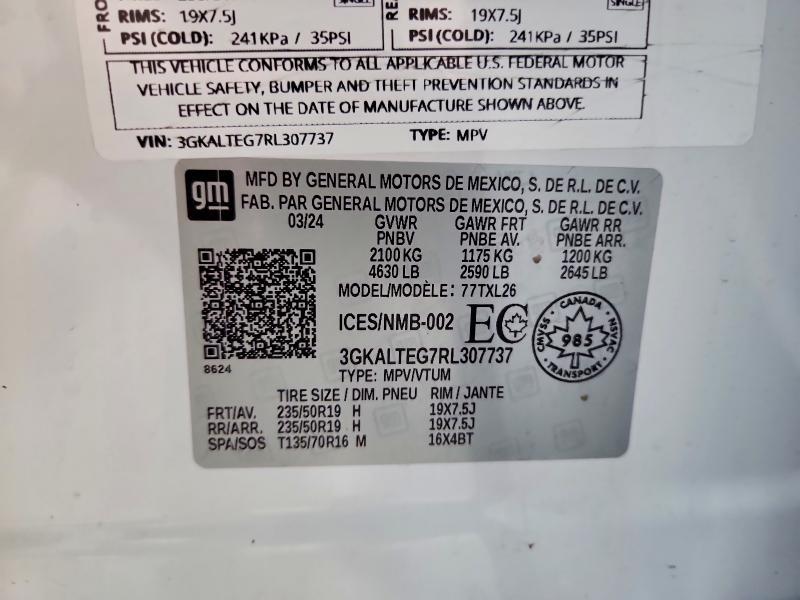 FRO
RIMS: 19X7.5J
PSI (COLD): 241KPa / 35PSI
SINGLE
RE
RIMS: 19X7.5J
PSI (COLD): 241KPa / 35PSI
SINGLE
THIS VEHICLE CONFORMS TO ALL APPLICABLE U.S. FEDERAL MOTOR
VEHICLE SAFETY, BUMPER AND THEFT PREVENTION STANDARDS IN
EFFECT ON THE DATE OF MANUFACTURE SHOWN ABOVE.
VIN: 3GKALTEG7RL307737 TYPE: MPV
gm
MFD BY GENERAL MOTORS DE MEXICO, S. DE R.L. DE C.V.
FAB. PAR GENERAL MOTORS DE MEXICO, S. DE R.L. DE C.V.
03/24 GVWR GAWR FRT GAWR RR
PNBV PNBE AV. PNBE ARR.
2100 KG 1175 KG 1200 KG
4630 LB 2590 LB 2645 LB
MODEL/MODÈLE: 77TXL26
ICES/NMB-002 EC
CANADA
CMVSS 985 NSVAC
TRANSPORT
8624
3GKALTEG7RL307737
TYPE: MPV/VTUM
TIRE SIZE / DIM. PNEU RIM / JANTE
FRT/AV. 235/50R19 H 19X7.5J
RR/ARR. 235/50R19 H 19X7.5J
SPA/SOS T135/70R16 M 16X4BT